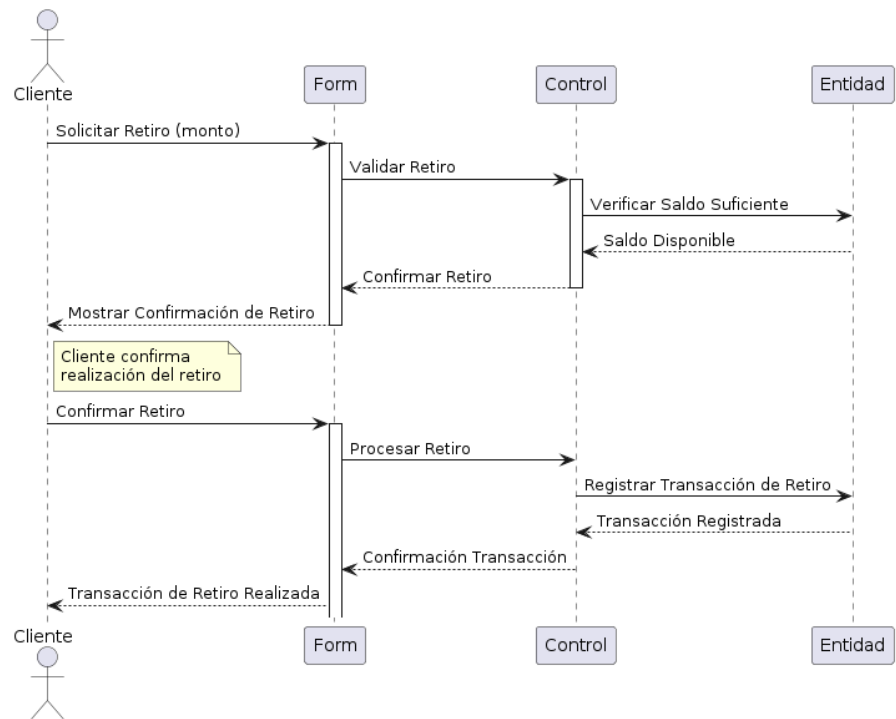 Cliente
Form
Control
Entidad
Solicitar Retiro (monto)
Validar Retiro
Verificar Saldo Suficiente
Saldo Disponible
Confirmar Retiro
Mostrar Confirmación de Retiro
Cliente confirma
realización del retiro
Confirmar Retiro
Procesar Retiro
Registrar Transacción de Retiro
Transacción Registrada
Confirmación Transacción
Transacción de Retiro Realizada
Cliente
Form
Control
Entidad